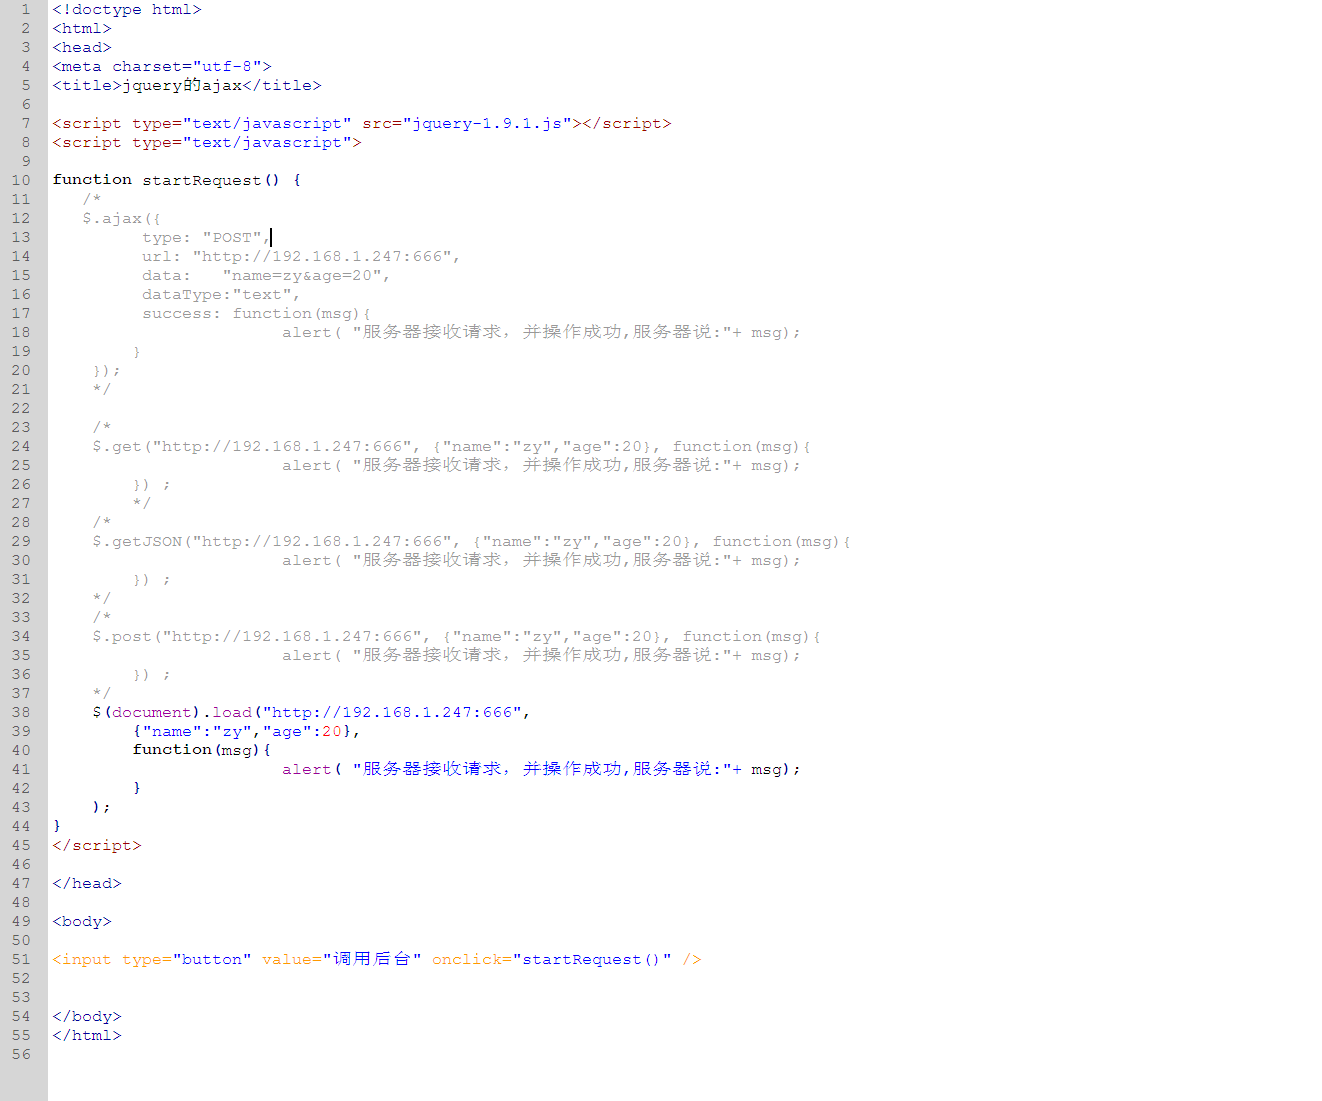 1 <!doctype html>
2 <html>
3 <head>
4 <meta charset="utf-8">
5 <title>jquery的ajax</title>
6
7 <script type="text/javascript" src="jquery-1.9.1.js"></script>
8 <script type="text/javascript">
9
10 function startRequest() {
11 /*
12 $.ajax({
13 type: "POST",
14 url: "http://192.168.1.247:666",
15 data: "name=zy&age=20",
16 dataType:"text",
17 success: function(msg){
18 alert( "服务器接收请求，并操作成功,服务器说:"+ msg);
19 }
20 });
21 */
22
23 /*
24 $.get("http://192.168.1.247:666", {"name":"zy","age":20}, function(msg){
25 alert( "服务器接收请求，并操作成功,服务器说:"+ msg);
26 }) ;
27 */
28 /*
29 $.getJSON("http://192.168.1.247:666", {"name":"zy","age":20}, function(msg){
30 alert( "服务器接收请求，并操作成功,服务器说:"+ msg);
31 }) ;
32 */
33 /*
34 $.post("http://192.168.1.247:666", {"name":"zy","age":20}, function(msg){
35 alert( "服务器接收请求，并操作成功,服务器说:"+ msg);
36 }) ;
37 */
38 $(document).load("http://192.168.1.247:666",
39 {"name":"zy","age":20},
40 function(msg){
41 alert( "服务器接收请求，并操作成功,服务器说:"+ msg);
42 }
43 );
44 }
45 </script>
46
47 </head>
48
49 <body>
50
51 <input type="button" value="调用后台" onclick="startRequest()" />
52
53
54 </body>
55 </html>
56